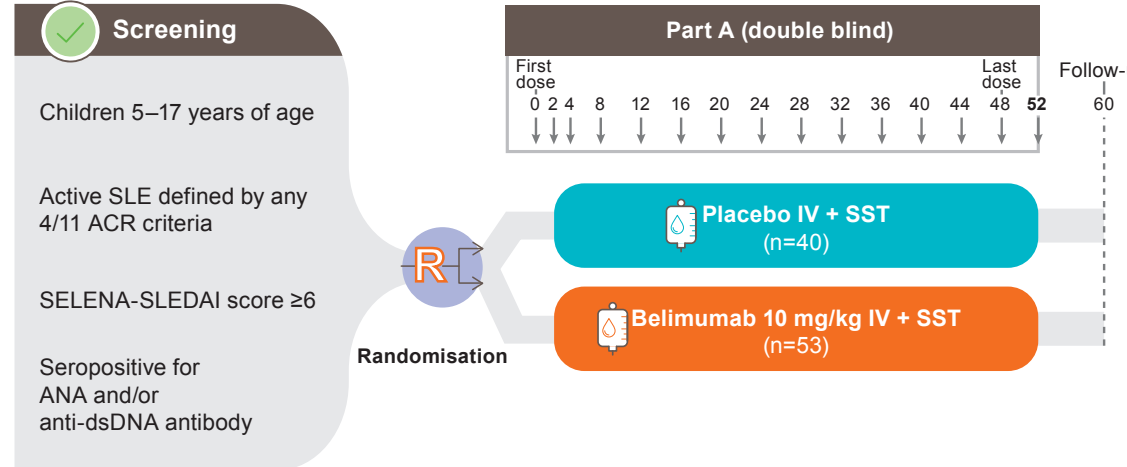 Screening
Children 5–17 years of age
Active SLE defined by any
4/11 ACR criteria
SELENA-SLEDAI score ≥6
Seropositive for
ANA and/or
anti-dsDNA antibody
R
Randomisation
Part A (double blind)
First
dose
Last
dose
Follow-
0 2 4 8 12 16 20 24 28 32 36 40 44 48 52 60
Placebo IV + SST
(n=40)
Belimumab 10 mg/kg IV + SST
(n=53)